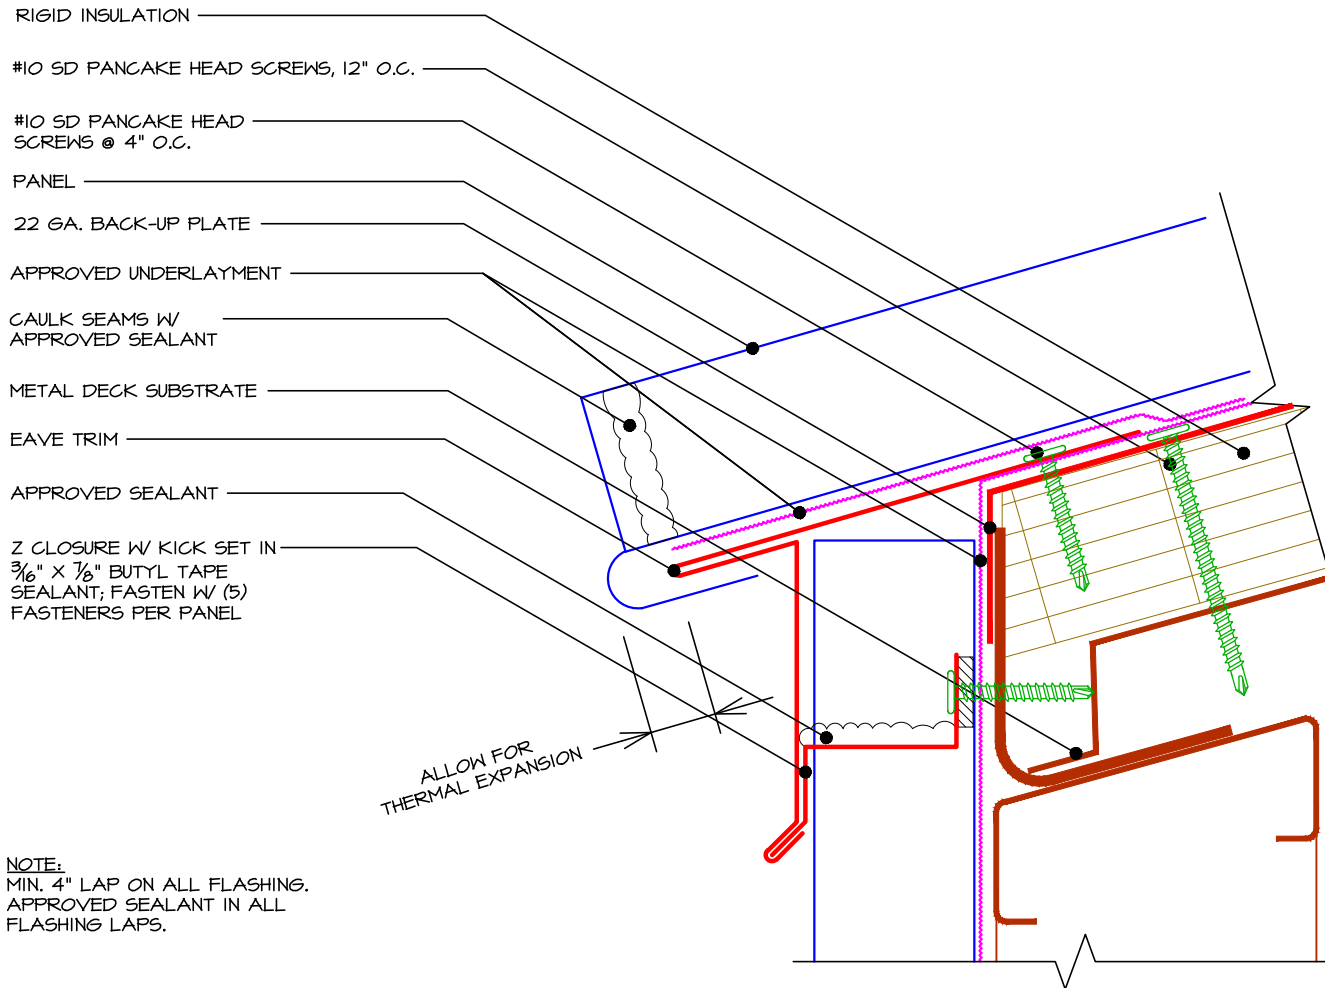 RIGID INSULATION
#10 SD PANCAKE HEAD SCREWS, 12" O.C.
#10 SD PANCAKE HEAD
SCREWS @ 4" O.C.
PANEL
22 GA. BACK-UP PLATE
APPROVED UNDERLAYMENT
CAULK SEAMS W/
APPROVED SEALANT
METAL DECK SUBSTRATE
EAVE TRIM
APPROVED SEALANT
Z CLOSURE W/ KICK SET IN
3/16" X 7/8" BUTYL TAPE
SEALANT; FASTEN W/ (5)
FASTENERS PER PANEL
ALLOW FOR
THERMAL EXPANSION
NOTE:
MIN. 4" LAP ON ALL FLASHING.
APPROVED SEALANT IN ALL
FLASHING LAPS.